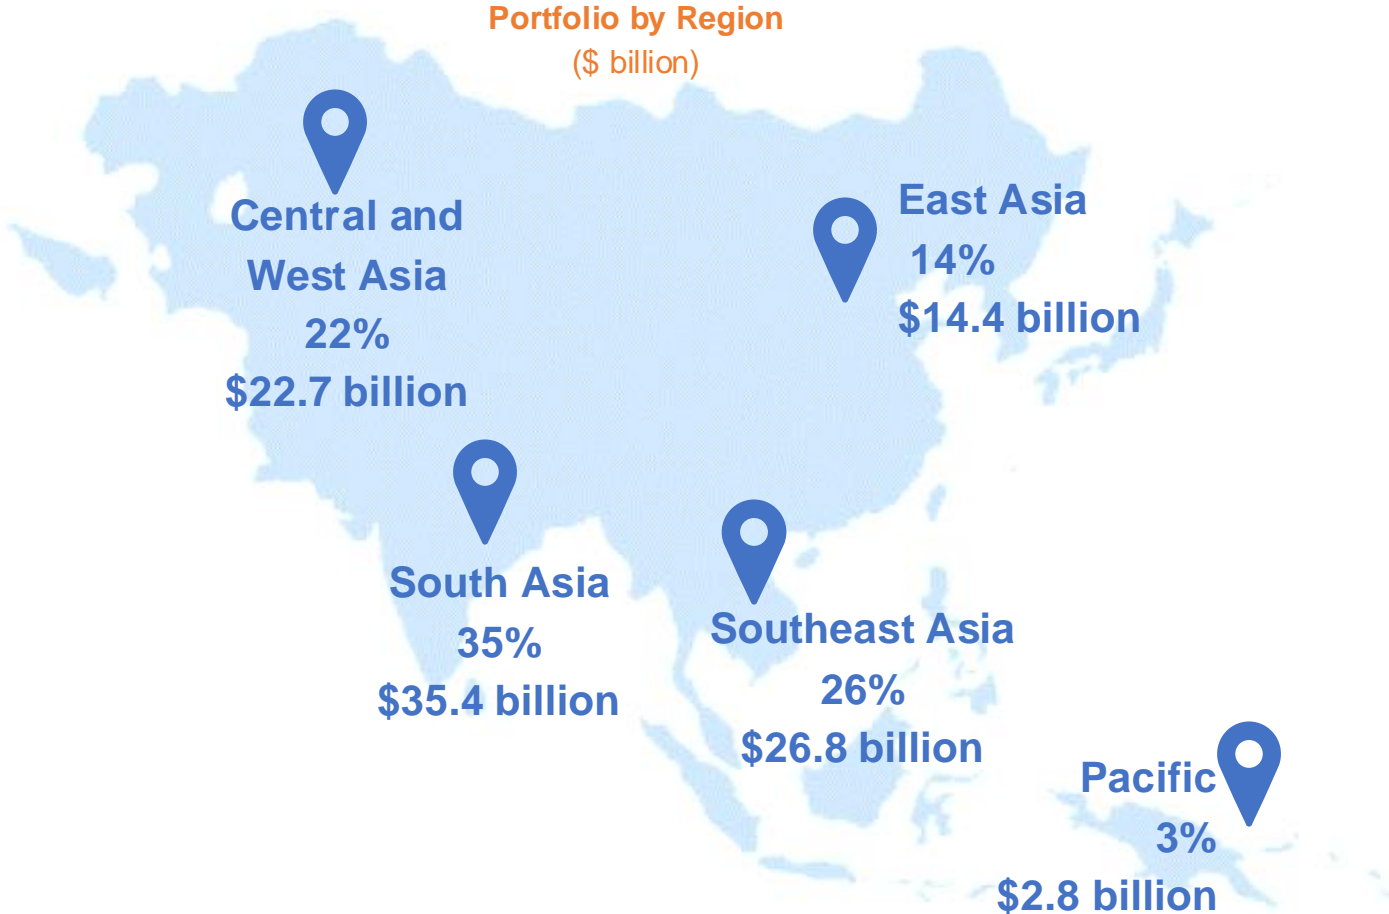 Portfolio by Region
($ billion)
Central and
West Asia
22%
$22.7 billion
East Asia
14%
$14.4 billion
South Asia
35%
$35.4 billion
Southeast Asia
26%
$26.8 billion
Pacific
3%
$2.8 billion